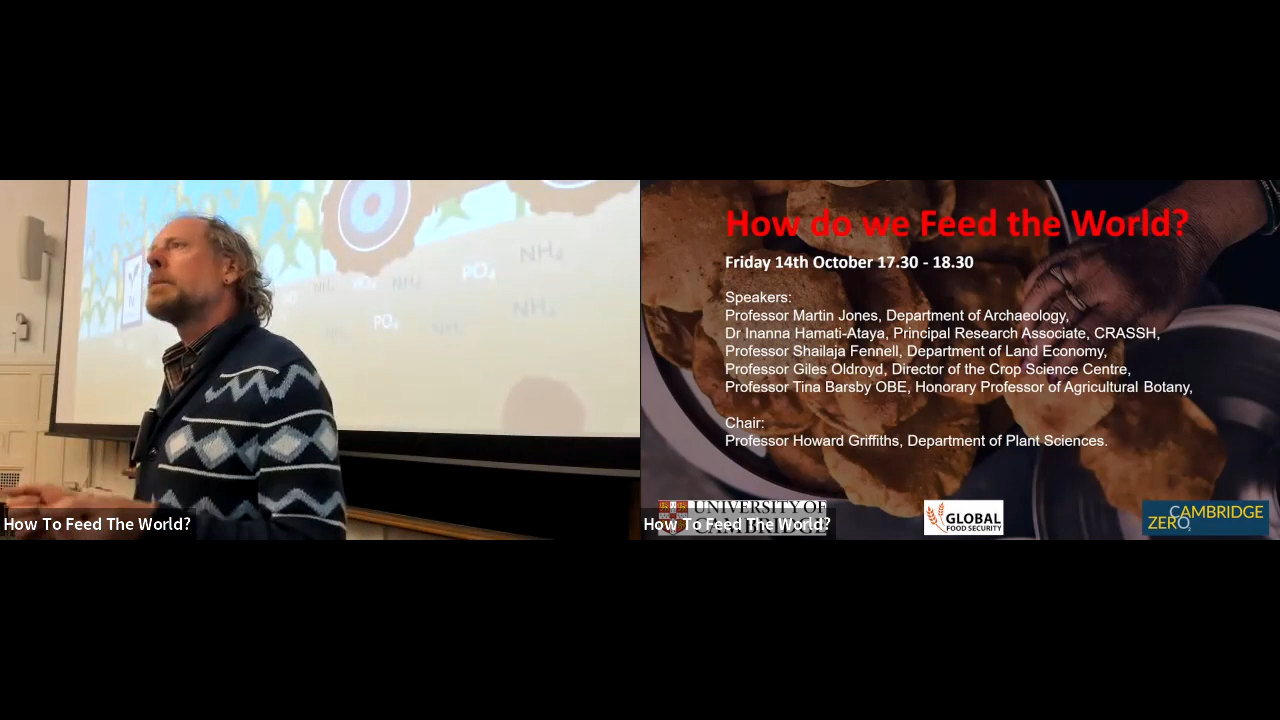 NH₄
PO₄
NH₄
NH₄
PO₄
NH₄
N
How To Feed The World?
How do we Feed the World?
Friday 14th October 17.30 - 18.30
Speakers:
Professor Martin Jones, Department of Archaeology,
Dr Inanna Hamati-Ataya, Principal Research Associate, CRASSH,
Professor Shailaja Fennell, Department of Land Economy,
Professor Giles Oldroyd, Director of the Crop Science Centre,
Professor Tina Barsby OBE, Honorary Professor of Agricultural Botany,
Chair:
Professor Howard Griffiths, Department of Plant Sciences.
UNIVERSITY OF
CAMBRIDGE
How To Feed The World?
GLOBAL
FOOD SECURITY
CAMBRIDGE
ZERO